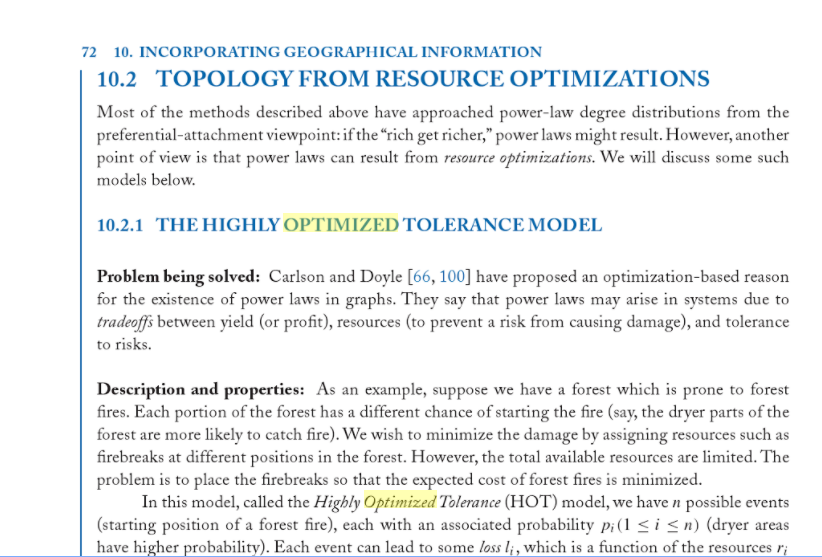 72 10. INCORPORATING GEOGRAPHICAL INFORMATION
10.2 TOPOLOGY FROM RESOURCE OPTIMIZATIONS
Most of the methods described above have approached power-law degree distributions from the
preferential-attachment viewpoint: if the “rich get richer,” power laws might result. However, another
point of view is that power laws can result from resource optimizations. We will discuss some such
models below.
10.2.1 THE HIGHLY OPTIMIZED TOLERANCE MODEL
Problem being solved: Carlson and Doyle [66, 100] have proposed an optimization-based reason
for the existence of power laws in graphs. They say that power laws may arise in systems due to
tradeoffs between yield (or profit), resources (to prevent a risk from causing damage), and tolerance
to risks.
Description and properties: As an example, suppose we have a forest which is prone to forest
fires. Each portion of the forest has a different chance of starting the fire (say, the dryer parts of the
forest are more likely to catch fire). We wish to minimize the damage by assigning resources such as
firebreaks at different positions in the forest. However, the total available resources are limited. The
problem is to place the firebreaks so that the expected cost of forest fires is minimized.
In this model, called the Highly Optimized Tolerance (HOT) model, we have n possible events
(starting position of a forest fire), each with an associated probability pᵢ(1 ≤ i ≤ n) (dryer areas
have higher probability). Each event can lead to some loss lᵢ, which is a function of the resources rᵢ